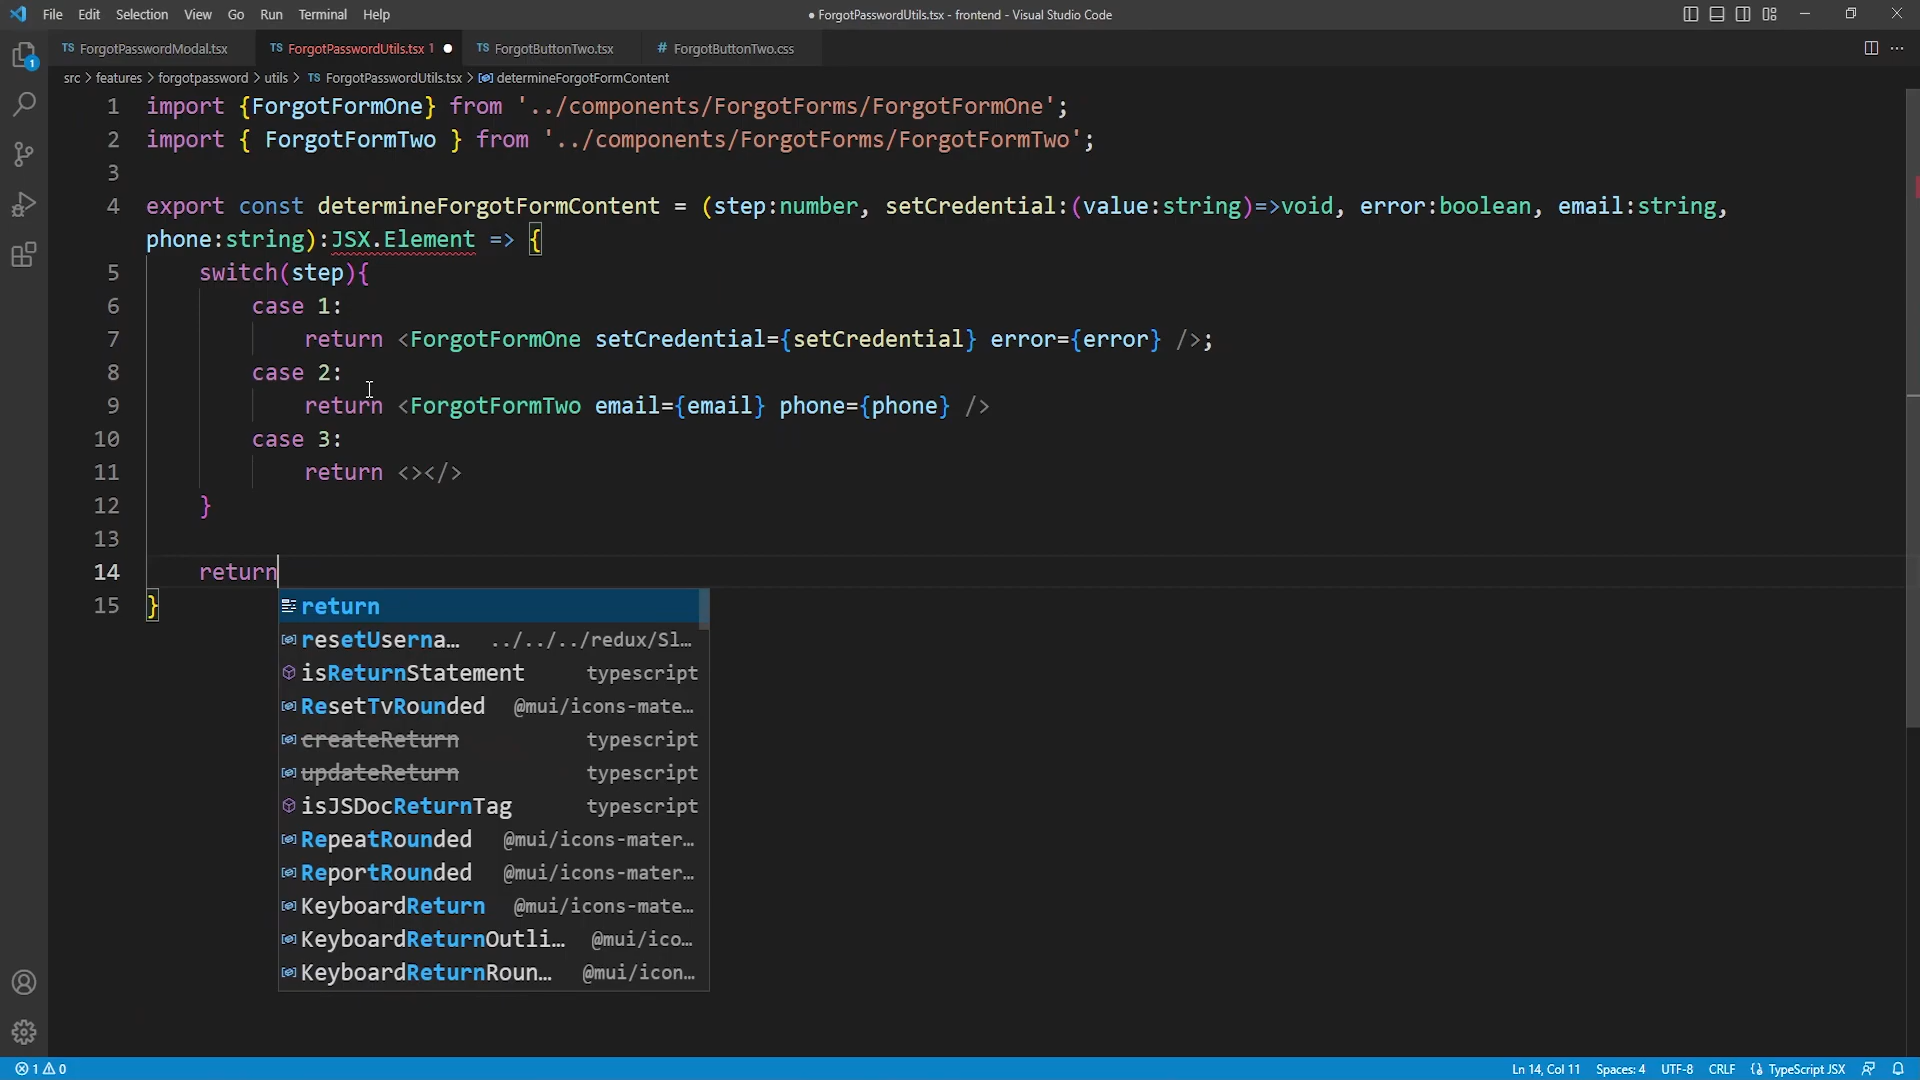 File Edit Selection View Go Run Terminal Help
● ForgotPasswordUtils.tsx - frontend - Visual Studio Code
TS ForgotPasswordModal.tsx TS ForgotPasswordUtils.tsx 1 ● TS ForgotButtonTwo.tsx # ForgotButtonTwo.css
src > features > forgotpassword > utils > TS ForgotPasswordUtils.tsx > determineForgotFormContent
1 import {ForgotFormOne} from '../components/ForgotForms/ForgotFormOne';
2 import { ForgotFormTwo } from '../components/ForgotForms/ForgotFormTwo';
3
4 export const determineForgotFormContent = (step:number, setCredential:(value:string)=>void, error:boolean, email:string,
phone:string):JSX.Element => {
5 switch(step){
6 case 1:
7 return <ForgotFormOne setCredential={setCredential} error={error} />;
8 case 2:
9 return <ForgotFormTwo email={email} phone={phone} />
10 case 3:
11 return <></>
12 }
13
14 return
15 }
return
resetUserna… ../../../redux/Sl…
isReturnStatement typescript
ResetTvRounded @mui/icons-mate…
createReturn typescript
updateReturn typescript
isJSDocReturnTag typescript
RepeatRounded @mui/icons-mater…
ReportRounded @mui/icons-mater…
KeyboardReturn @mui/icons-mate…
KeyboardReturnOutli… @mui/ico…
KeyboardReturnRoun… @mui/icon…
1
1 0 Ln 14, Col 11 Spaces: 4 UTF-8 CRLF {} TypeScript JSX